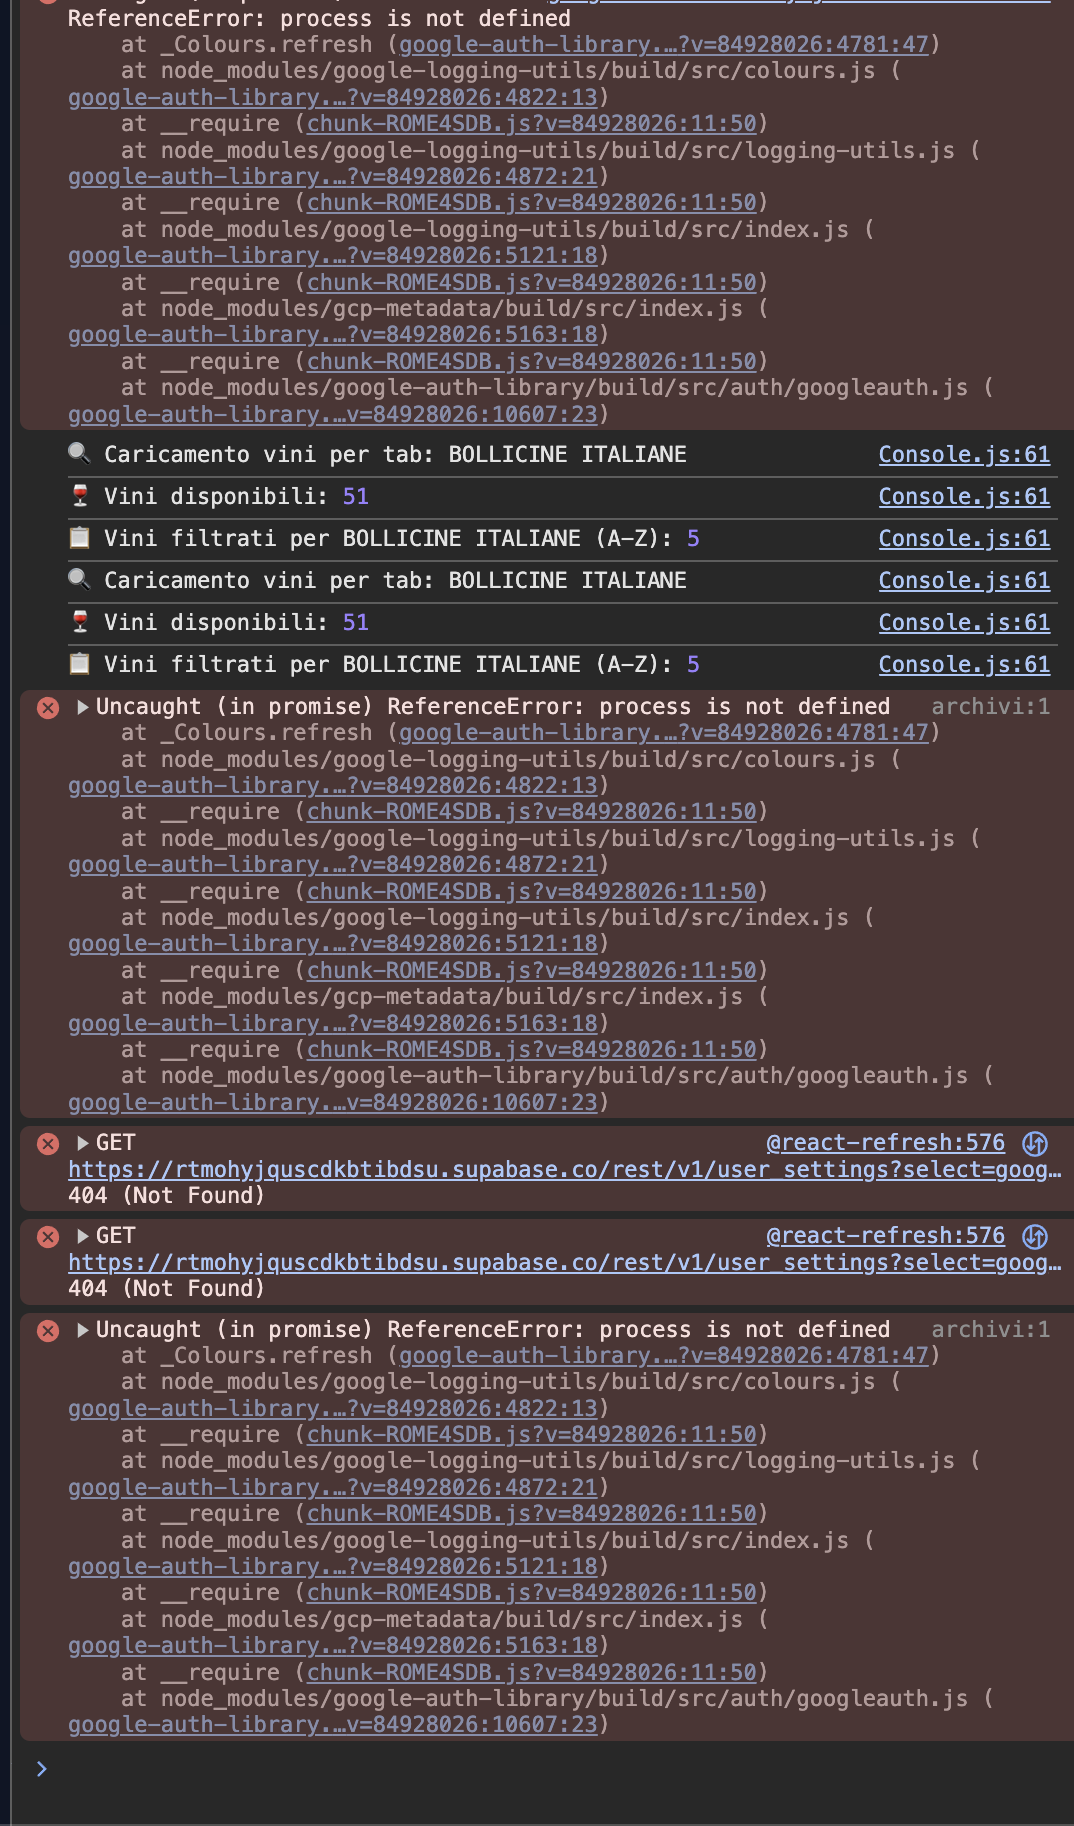 ReferenceError: process is not defined
at _Colours.refresh (google-auth-library.…?v=84928026:4781:47)
at node_modules/google-logging-utils/build/src/colours.js (
google-auth-library.…?v=84928026:4822:13)
at __require (chunk-ROME4SDB.js?v=84928026:11:50)
at node_modules/google-logging-utils/build/src/logging-utils.js (
google-auth-library.…?v=84928026:4872:21)
at __require (chunk-ROME4SDB.js?v=84928026:11:50)
at node_modules/google-logging-utils/build/src/index.js (
google-auth-library.…?v=84928026:5121:18)
at __require (chunk-ROME4SDB.js?v=84928026:11:50)
at node_modules/gcp-metadata/build/src/index.js (
google-auth-library.…?v=84928026:5163:18)
at __require (chunk-ROME4SDB.js?v=84928026:11:50)
at node_modules/google-auth-library/build/src/auth/googleauth.js (
google-auth-library.…v=84928026:10607:23)
🔍 Caricamento vini per tab: BOLLICINE ITALIANE Console.js:61
🍷 Vini disponibili: 51 Console.js:61
📋 Vini filtrati per BOLLICINE ITALIANE (A-Z): 5 Console.js:61
🔍 Caricamento vini per tab: BOLLICINE ITALIANE Console.js:61
🍷 Vini disponibili: 51 Console.js:61
📋 Vini filtrati per BOLLICINE ITALIANE (A-Z): 5 Console.js:61
Uncaught (in promise) ReferenceError: process is not defined archivi:1
at _Colours.refresh (google-auth-library.…?v=84928026:4781:47)
at node_modules/google-logging-utils/build/src/colours.js (
google-auth-library.…?v=84928026:4822:13)
at __require (chunk-ROME4SDB.js?v=84928026:11:50)
at node_modules/google-logging-utils/build/src/logging-utils.js (
google-auth-library.…?v=84928026:4872:21)
at __require (chunk-ROME4SDB.js?v=84928026:11:50)
at node_modules/google-logging-utils/build/src/index.js (
google-auth-library.…?v=84928026:5121:18)
at __require (chunk-ROME4SDB.js?v=84928026:11:50)
at node_modules/gcp-metadata/build/src/index.js (
google-auth-library.…?v=84928026:5163:18)
at __require (chunk-ROME4SDB.js?v=84928026:11:50)
at node_modules/google-auth-library/build/src/auth/googleauth.js (
google-auth-library.…v=84928026:10607:23)
GET @react-refresh:576
https://rtmohyjquscdkbtibdsu.supabase.co/rest/v1/user_settings?select=goog…
404 (Not Found)
GET @react-refresh:576
https://rtmohyjquscdkbtibdsu.supabase.co/rest/v1/user_settings?select=goog…
404 (Not Found)
Uncaught (in promise) ReferenceError: process is not defined archivi:1
at _Colours.refresh (google-auth-library.…?v=84928026:4781:47)
at node_modules/google-logging-utils/build/src/colours.js (
google-auth-library.…?v=84928026:4822:13)
at __require (chunk-ROME4SDB.js?v=84928026:11:50)
at node_modules/google-logging-utils/build/src/logging-utils.js (
google-auth-library.…?v=84928026:4872:21)
at __require (chunk-ROME4SDB.js?v=84928026:11:50)
at node_modules/google-logging-utils/build/src/index.js (
google-auth-library.…?v=84928026:5121:18)
at __require (chunk-ROME4SDB.js?v=84928026:11:50)
at node_modules/gcp-metadata/build/src/index.js (
google-auth-library.…?v=84928026:5163:18)
at __require (chunk-ROME4SDB.js?v=84928026:11:50)
at node_modules/google-auth-library/build/src/auth/googleauth.js (
google-auth-library.…v=84928026:10607:23)